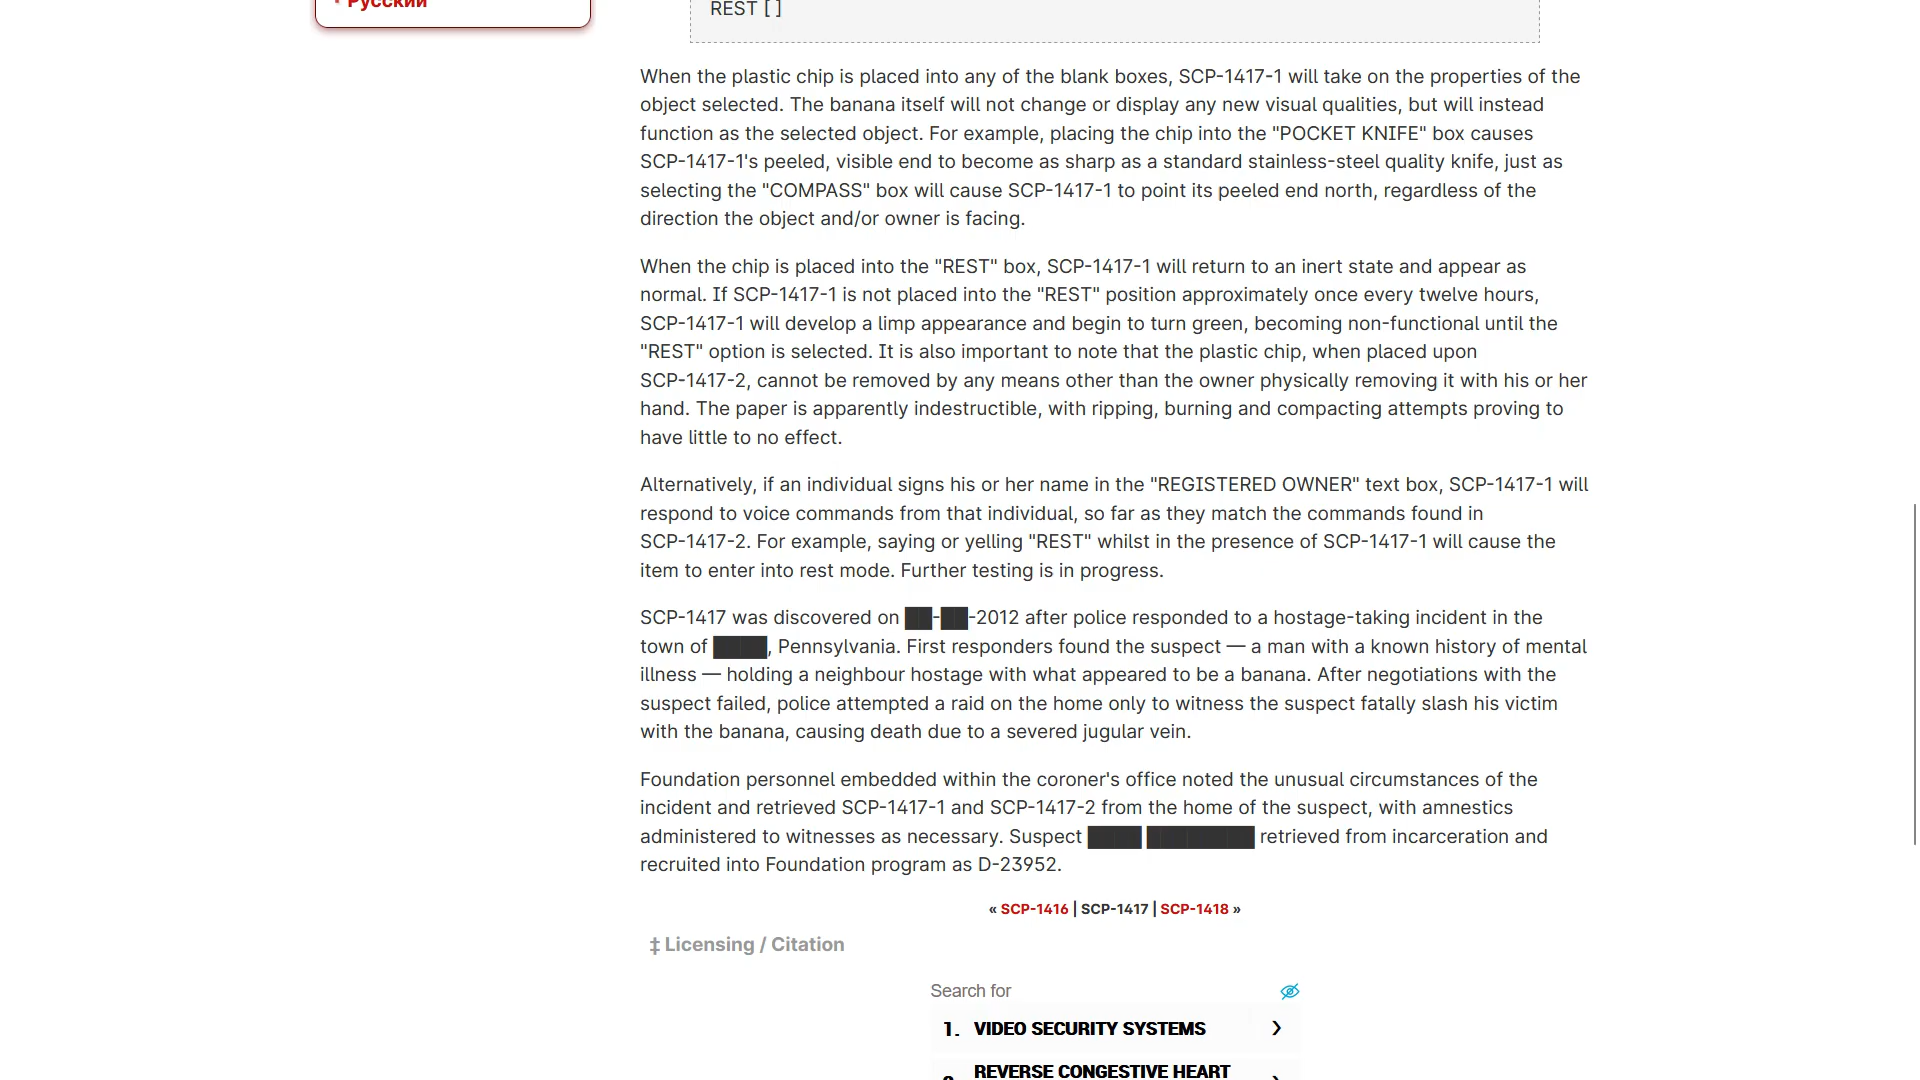 • Русский
REST [ ]
When the plastic chip is placed into any of the blank boxes, SCP-1417-1 will take on the properties of the
object selected. The banana itself will not change or display any new visual qualities, but will instead
function as the selected object. For example, placing the chip into the "POCKET KNIFE" box causes
SCP-1417-1's peeled, visible end to become as sharp as a standard stainless-steel quality knife, just as
selecting the "COMPASS" box will cause SCP-1417-1 to point its peeled end north, regardless of the
direction the object and/or owner is facing.
When the chip is placed into the "REST" box, SCP-1417-1 will return to an inert state and appear as
normal. If SCP-1417-1 is not placed into the "REST" position approximately once every twelve hours,
SCP-1417-1 will develop a limp appearance and begin to turn green, becoming non-functional until the
"REST" option is selected. It is also important to note that the plastic chip, when placed upon
SCP-1417-2, cannot be removed by any means other than the owner physically removing it with his or her
hand. The paper is apparently indestructible, with ripping, burning and compacting attempts proving to
have little to no effect.
Alternatively, if an individual signs his or her name in the "REGISTERED OWNER" text box, SCP-1417-1 will
respond to voice commands from that individual, so far as they match the commands found in
SCP-1417-2. For example, saying or yelling "REST" whilst in the presence of SCP-1417-1 will cause the
item to enter into rest mode. Further testing is in progress.
SCP-1417 was discovered on ██-██-2012 after police responded to a hostage-taking incident in the
town of ████, Pennsylvania. First responders found the suspect — a man with a known history of mental
illness — holding a neighbour hostage with what appeared to be a banana. After negotiations with the
suspect failed, police attempted a raid on the home only to witness the suspect fatally slash his victim
with the banana, causing death due to a severed jugular vein.
Foundation personnel embedded within the coroner's office noted the unusual circumstances of the
incident and retrieved SCP-1417-1 and SCP-1417-2 from the home of the suspect, with amnestics
administered to witnesses as necessary. Suspect ████ ████████ retrieved from incarceration and
recruited into Foundation program as D-23952.
« SCP-1416 | SCP-1417 | SCP-1418 »
‡ Licensing / Citation
Search for
1. VIDEO SECURITY SYSTEMS
REVERSE CONGESTIVE HEART